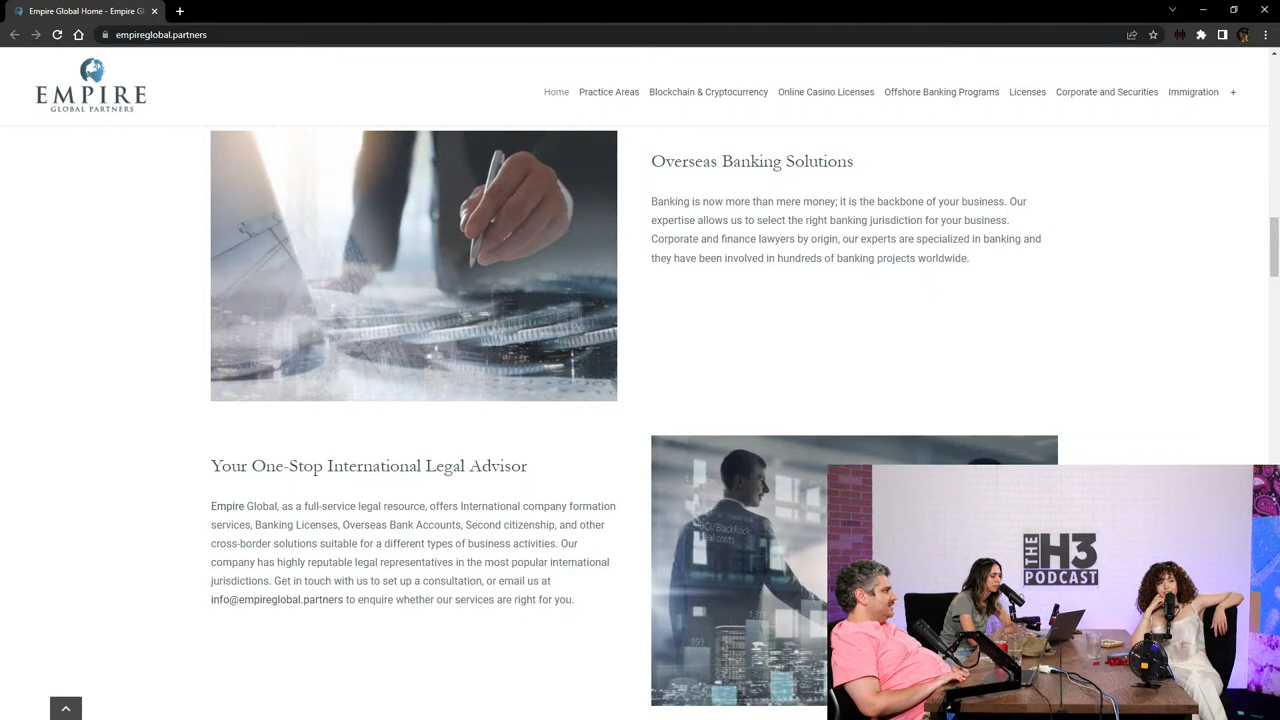 Empire Global Home - Empire Gl
empireglobal.partners
EMPIRE
GLOBAL PARTNERS
Home Practice Areas Blockchain & Cryptocurrency Online Casino Licenses Offshore Banking Programs Licenses Corporate and Securities Immigration +
Overseas Banking Solutions
Banking is now more than mere money; it is the backbone of your business. Our
expertise allows us to select the right banking jurisdiction for your business.
Corporate and finance lawyers by origin, our experts are specialized in banking and
they have been involved in hundreds of banking projects worldwide.
Your One-Stop International Legal Advisor
Empire Global, as a full-service legal resource, offers International company formation
services, Banking Licenses, Overseas Bank Accounts, Second citizenship, and other
cross-border solutions suitable for a different types of business activities. Our
company has highly reputable legal representatives in the most popular international
jurisdictions. Get in touch with us to set up a consultation, or email us at
info@empireglobal.partners to enquire whether our services are right for you.
BCI/BlackRock
893
THE H3
PODCAST